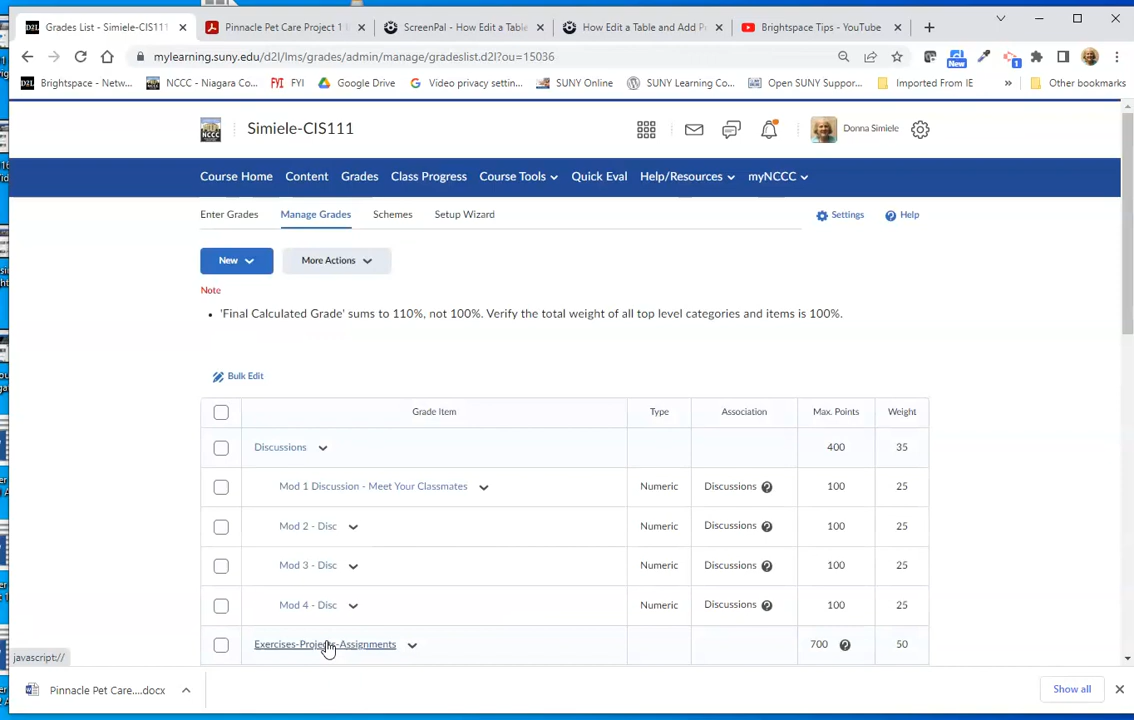 D2L Grades List - Simiele-CIS111 Pinnacle Pet Care Project 1 ScreenPal - How Edit a Table How Edit a Table and Add P Brightspace Tips - YouTube
mylearning.suny.edu/d2l/lms/grades/admin/manage/gradeslist.d2l?ou=15036
New 1
D2L Brightspace - Netw... NCCC - Niagara Co... FYI FYI Google Drive G Video privacy settin... SUNY Online SUNY Learning Co... Open SUNY Suppor... Imported From IE » Other bookmarks
NCCC Simiele-CIS111 Donna Simiele
Course Home Content Grades Class Progress Course Tools Quick Eval Help/Resources myNCCC
Enter Grades Manage Grades Schemes Setup Wizard Settings Help
New More Actions
Note
• 'Final Calculated Grade' sums to 110%, not 100%. Verify the total weight of all top level categories and items is 100%.
Bulk Edit
Grade Item Type Association Max. Points Weight
Discussions 400 35
Mod 1 Discussion - Meet Your Classmates Numeric Discussions 100 25
Mod 2 - Disc Numeric Discussions 100 25
Mod 3 - Disc Numeric Discussions 100 25
Mod 4 - Disc Numeric Discussions 100 25
Exercises-Projects-Assignments 700 50
javascript://
Pinnacle Pet Care....docx Show all